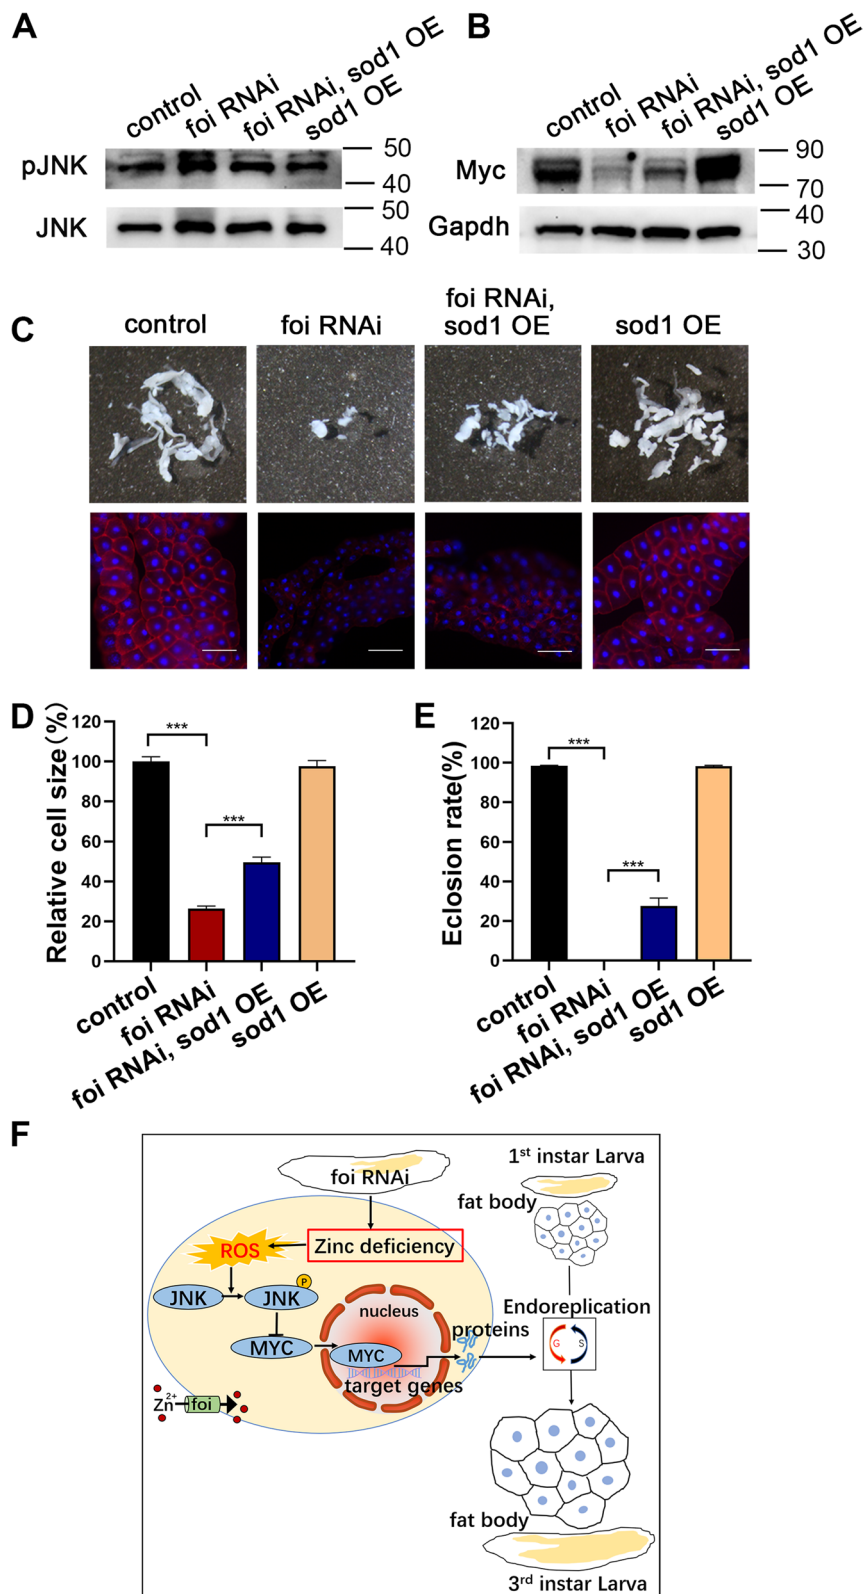 A
control
foi RNAi
foi RNAi, sod1 OE
sod1 OE
pJNK
50
40
JNK
50
40
B
control
foi RNAi
foi RNAi, sod1 OE
sod1 OE
Myc
90
70
Gapdh
40
30
C
control
foi RNAi
foi RNAi,
sod1 OE
sod1 OE
D
Relative cell size(%)
120
100
80
60
40
20
0
***
***
control
foi RNAi
foi RNAi, sod1 OE
sod1 OE
E
Eclosion rate(%)
120
100
80
60
40
20
0
***
***
control
foi RNAi
foi RNAi, sod1 OE
sod1 OE
F
foi RNAi
1st instar Larva
fat body
Zinc deficiency
ROS
P
JNK
JNK
nucleus
Endoreplication
proteins
MYC
MYC
G
S
target genes
Zn2+
foi
fat body
3rd instar Larva